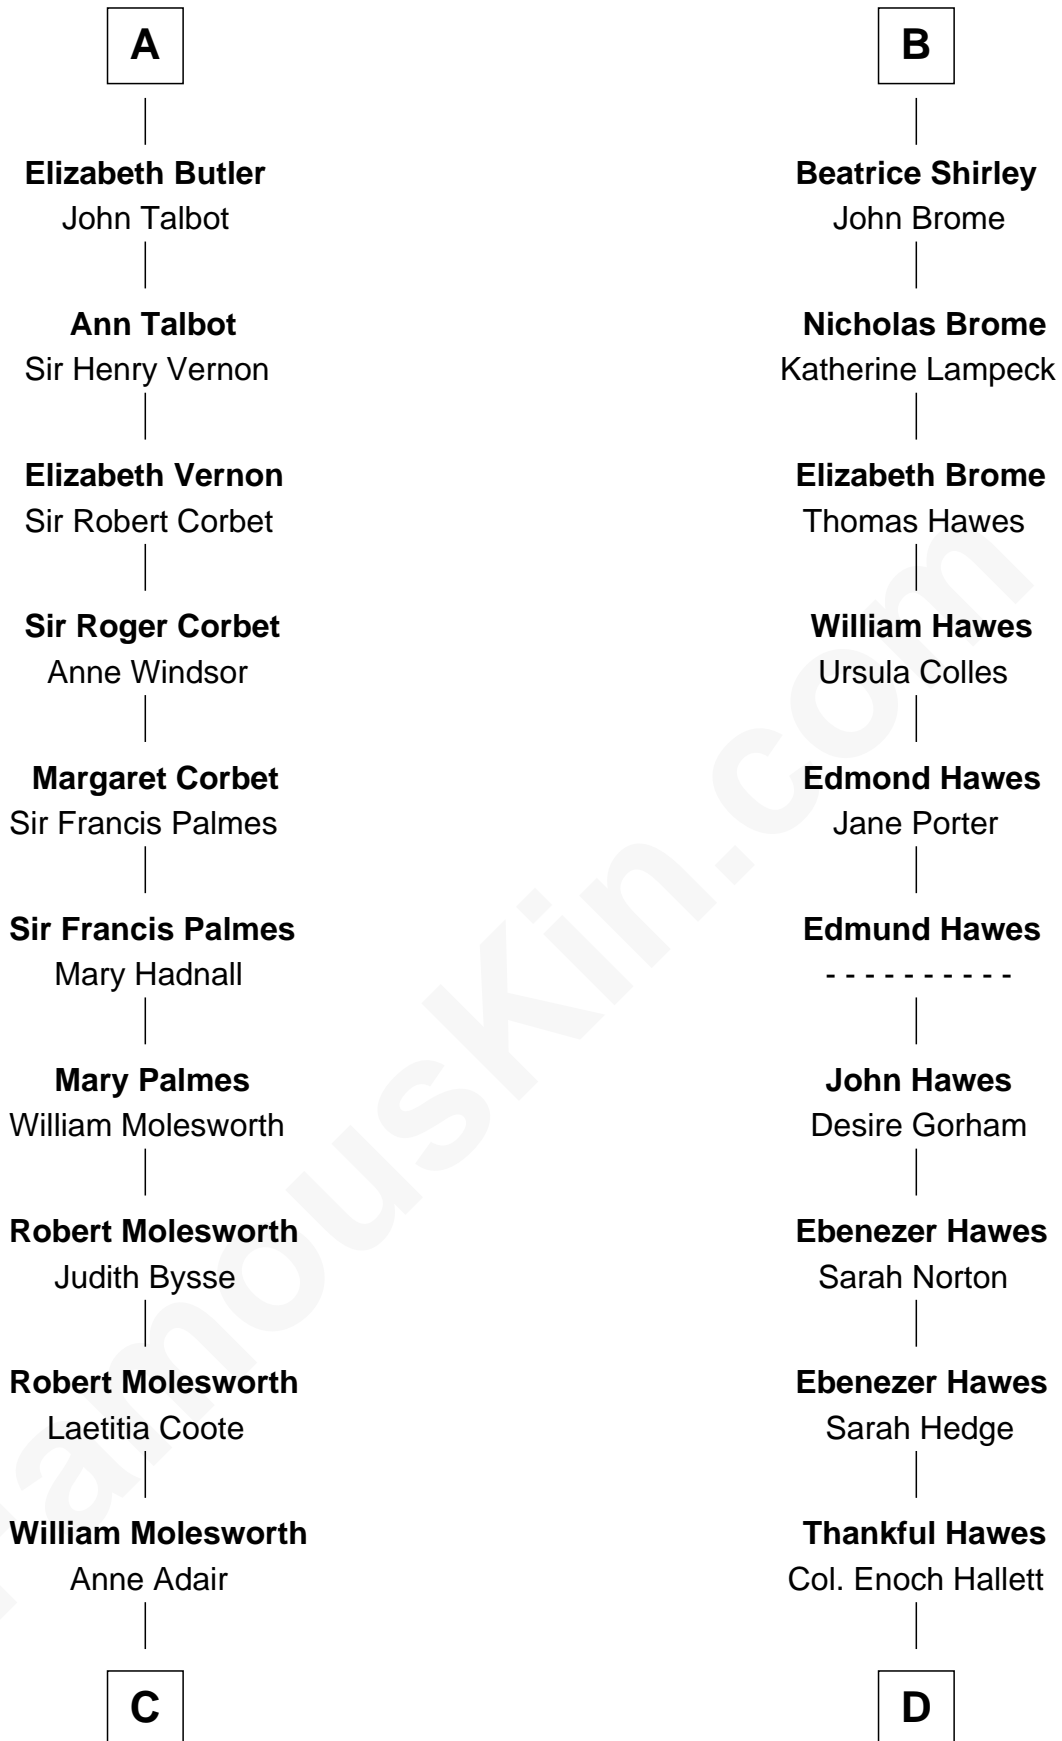 A
Elizabeth Butler
John Talbot
Ann Talbot
Sir Henry Vernon
Elizabeth Vernon
Sir Robert Corbet
Sir Roger Corbet
Anne Windsor
Margaret Corbet
Sir Francis Palmes
Sir Francis Palmes
Mary Hadnall
Mary Palmes
William Molesworth
Robert Molesworth
Judith Bysse
Robert Molesworth
Laetitia Coote
William Molesworth
Anne Adair
C
B
Beatrice Shirley
John Brome
Nicholas Brome
Katherine Lampeck
Elizabeth Brome
Thomas Hawes
William Hawes
Ursula Colles
Edmond Hawes
Jane Porter
Edmund Hawes
- - - - - - - - - -
John Hawes
Desire Gorham
Ebenezer Hawes
Sarah Norton
Ebenezer Hawes
Sarah Hedge
Thankful Hawes
Col. Enoch Hallett
D
FamousKin.com